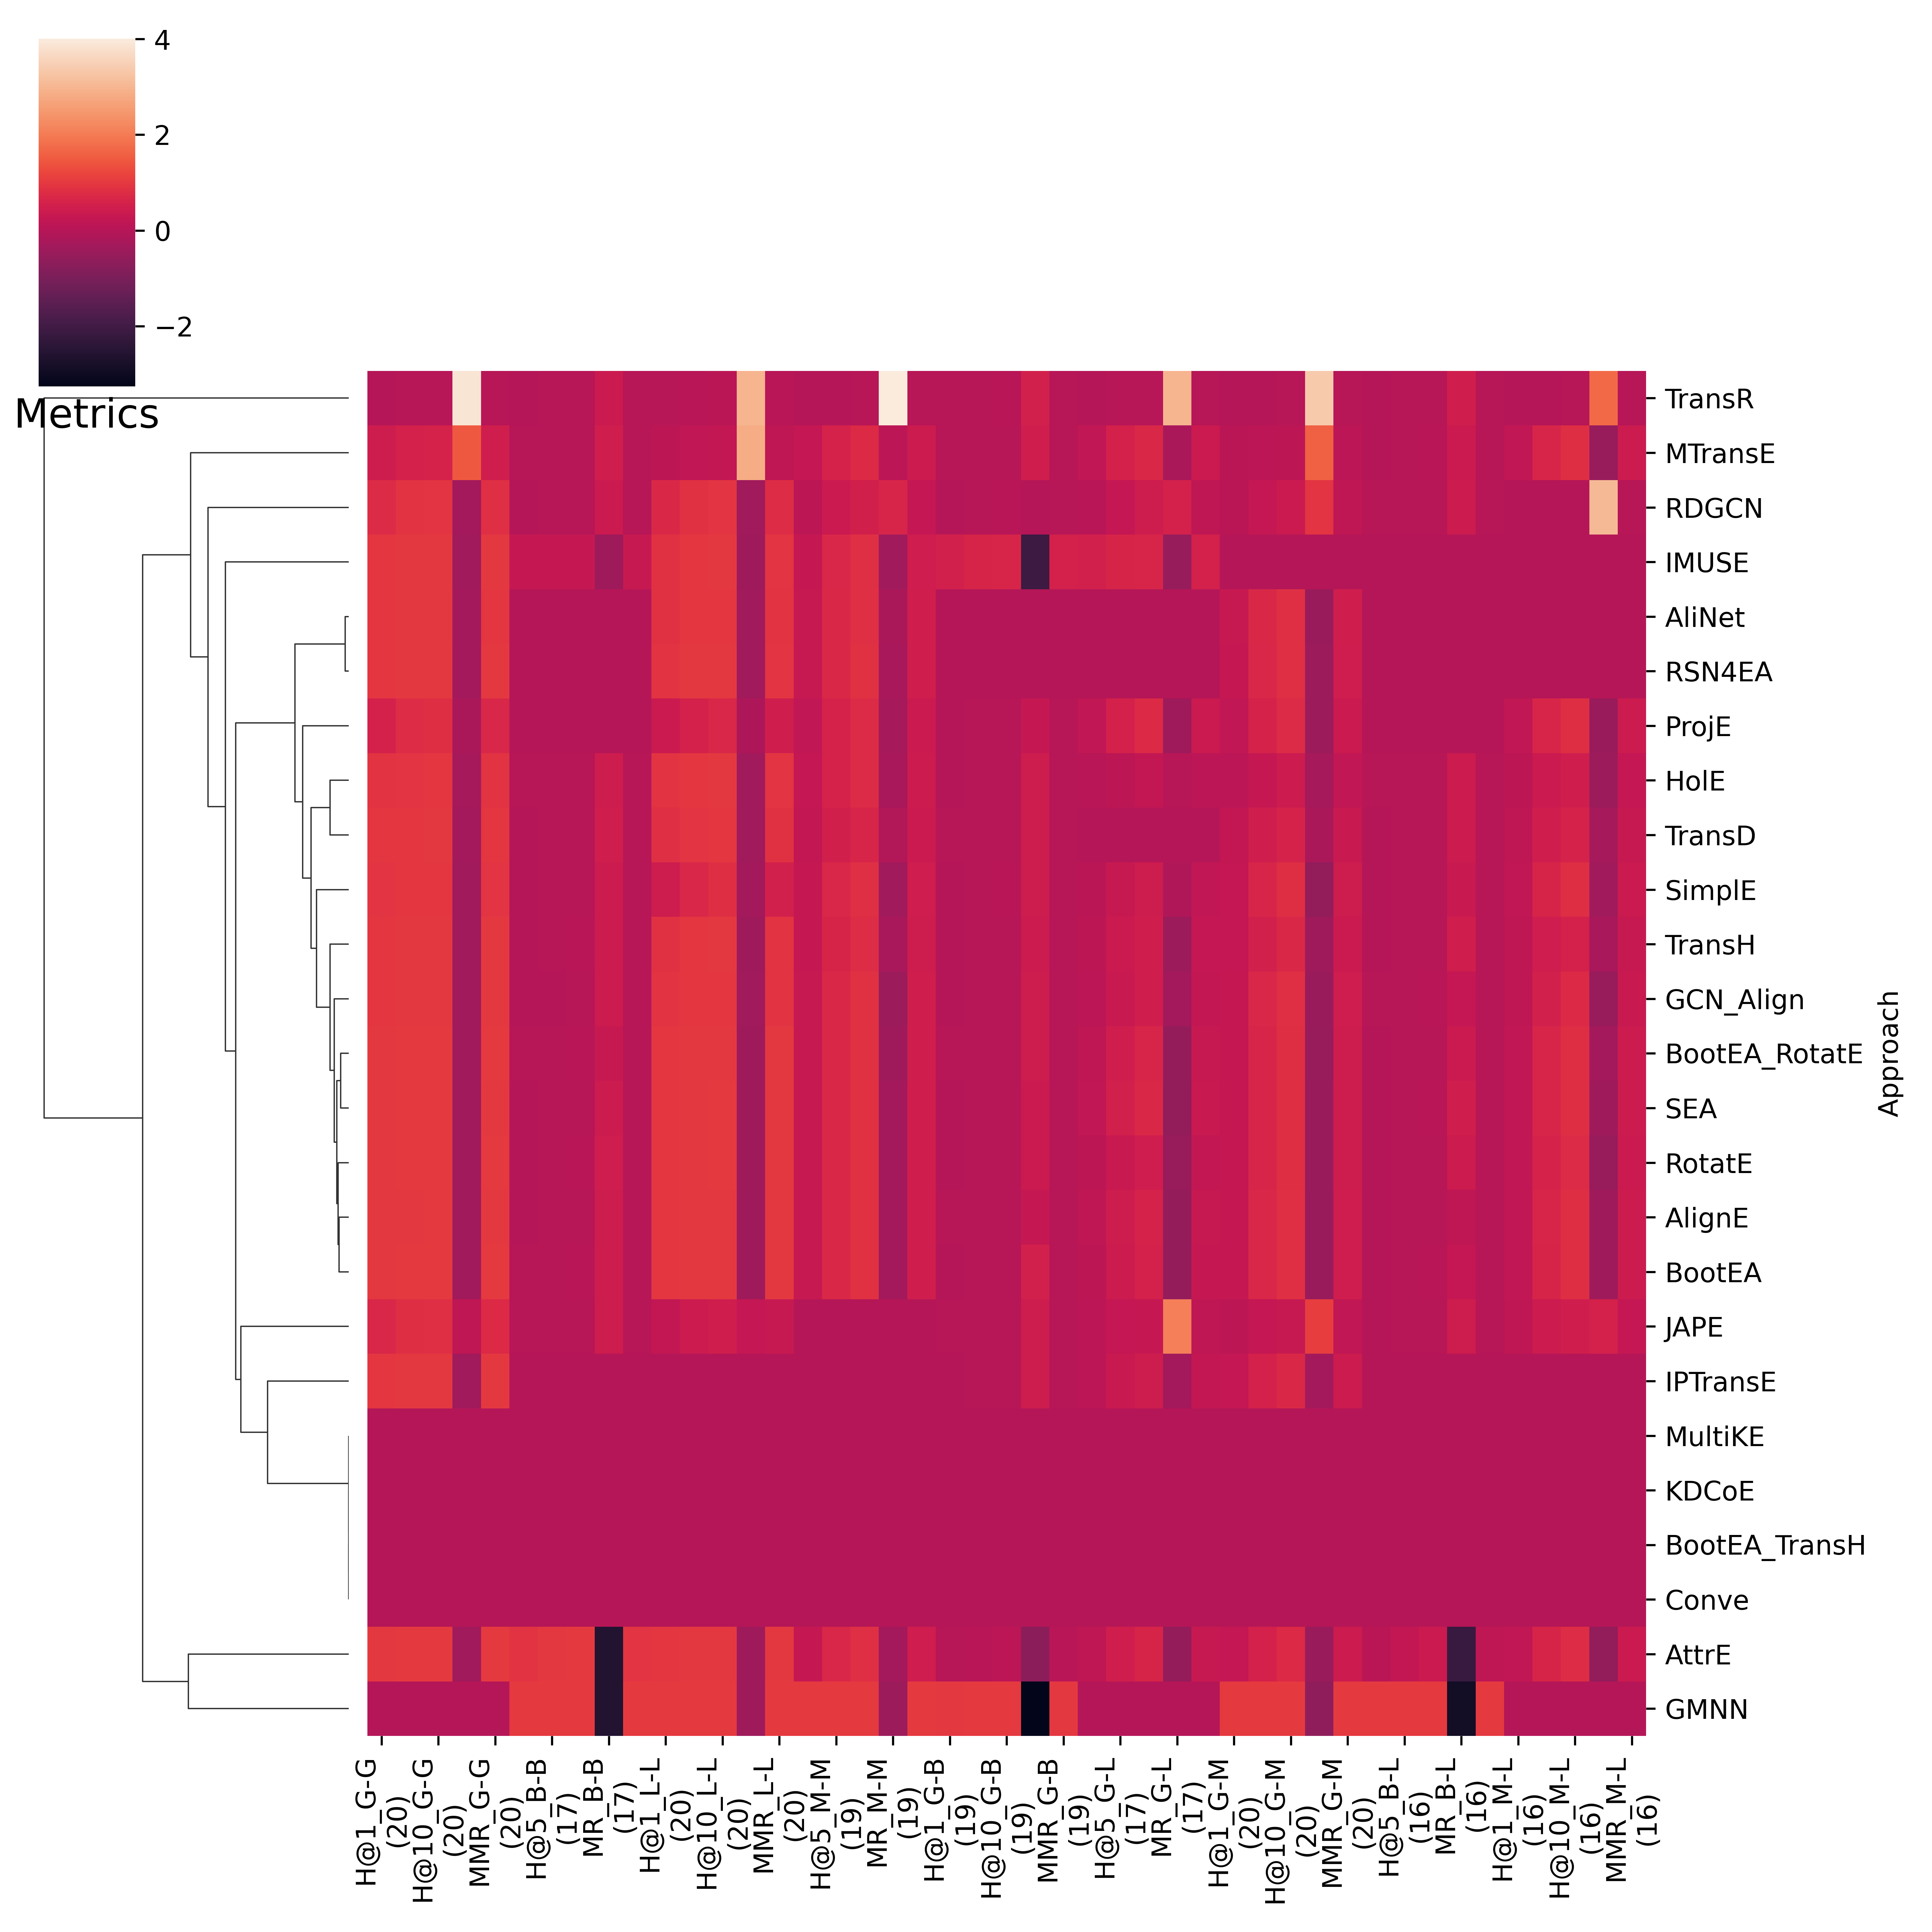 4
2
0
−2
Metrics
TransR
MTransE
RDGCN
IMUSE
AliNet
RSN4EA
ProjE
HolE
TransD
SimplE
TransH
GCN_Align
BootEA_RotatE
SEA
RotatE
AlignE
BootEA
JAPE
IPTransE
MultiKE
KDCoE
BootEA_TransH
Conve
AttrE
GMNN
Approach
H@1_G-G
(20)
H@10_G-G
(20)
MMR_G-G
(20)
H@5_B-B
(17)
MR_B-B
(17)
H@1_L-L
(20)
H@10_L-L
(20)
MMR_L-L
(20)
H@5_M-M
(19)
MR_M-M
(19)
H@1_G-B
(19)
H@10_G-B
(19)
MMR_G-B
(19)
H@5_G-L
(17)
MR_G-L
(17)
H@1_G-M
(20)
H@10_G-M
(20)
MMR_G-M
(20)
H@5_B-L
(16)
MR_B-L
(16)
H@1_M-L
(16)
H@10_M-L
(16)
MMR_M-L
(16)